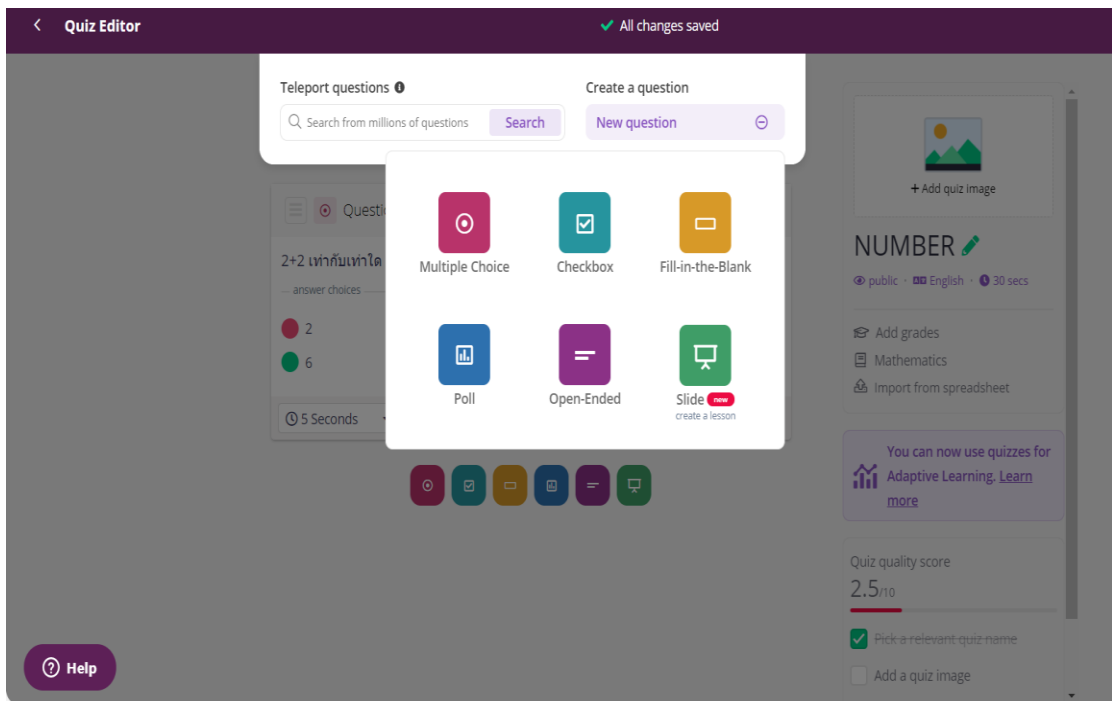 Quiz Editor
All changes saved
Teleport questions
Create a question
Search from millions of questions
Search
New question
Multiple Choice
Checkbox
Fill-in-the-Blank
Poll
Open-Ended
Slide new
create a lesson
2+2 เท่ากับเท่าใด
answer choices
2
6
5 Seconds
+ Add quiz image
NUMBER
public · English · 30 secs
Add grades
Mathematics
Import from spreadsheet
You can now use quizzes for
Adaptive Learning. Learn
more
Quiz quality score
2.5/10
Pick a relevant quiz name
Add a quiz image
Help